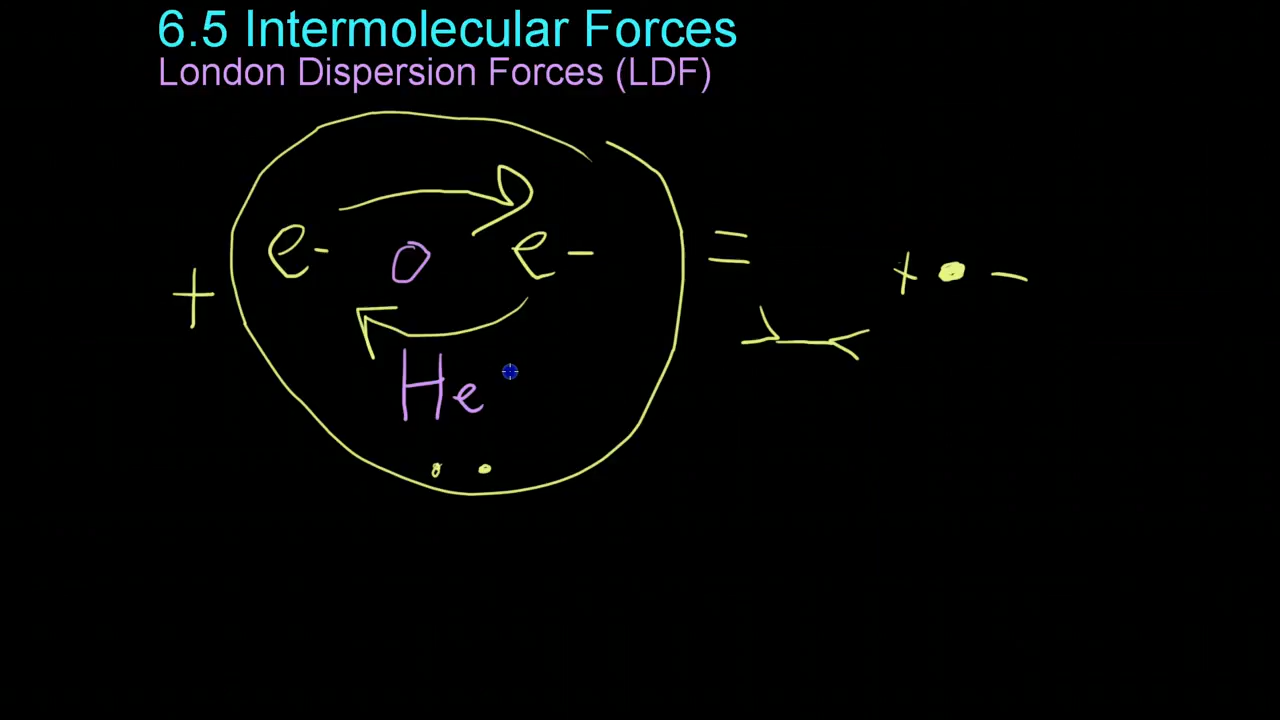 6.5 Intermolecular Forces
London Dispersion Forces (LDF)
e- o e-
+ = + • -
He